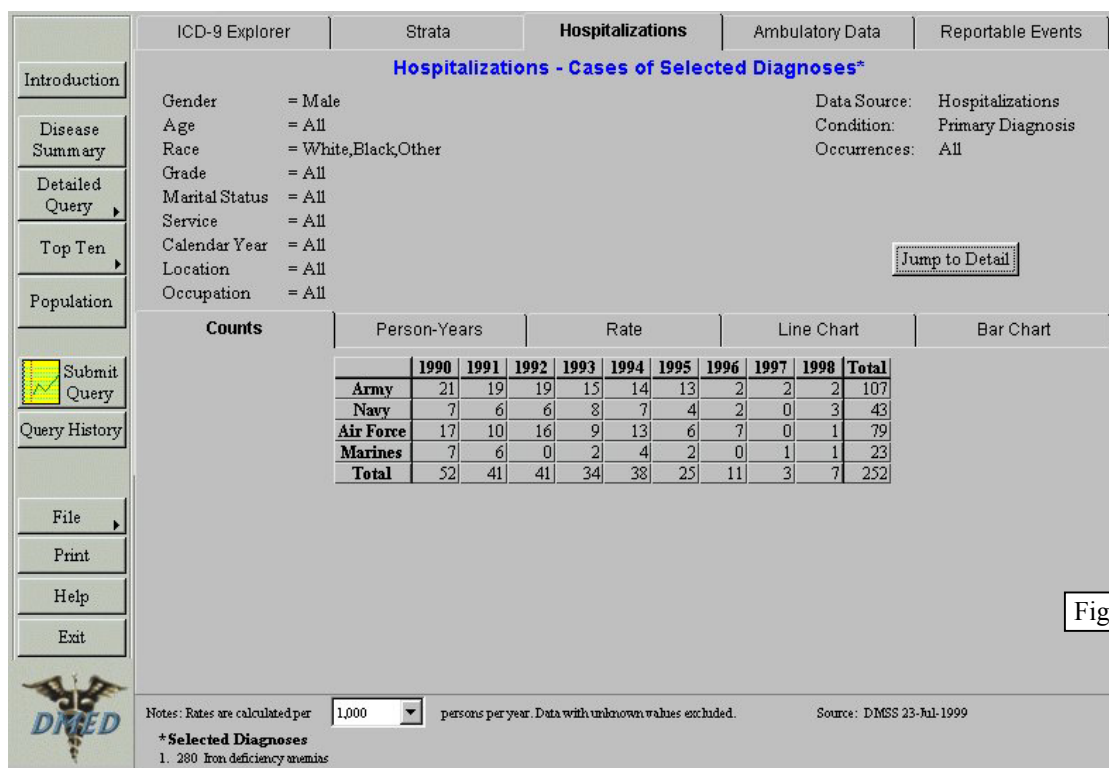 ICD-9 Explorer Strata Hospitalizations Ambulatory Data Reportable Events
Hospitalizations - Cases of Selected Diagnoses*
Introduction
Disease
Summary
Detailed
Query
Top Ten
Population
Submit
Query
Query History
File
Print
Help
Exit
DMED
Gender = Male
Age = All
Race = White,Black,Other
Grade = All
Marital Status = All
Service = All
Calendar Year = All
Location = All
Occupation = All
Data Source: Hospitalizations
Condition: Primary Diagnosis
Occurrences: All
Jump to Detail
Counts Person-Years Rate Line Chart Bar Chart
1990 1991 1992 1993 1994 1995 1996 1997 1998 Total
Army 21 19 19 15 14 13 2 2 2 107
Navy 7 6 6 8 7 4 2 0 3 43
Air Force 17 10 16 9 13 6 7 0 1 79
Marines 7 6 0 2 4 2 0 1 1 23
Total 52 41 41 34 38 25 11 3 7 252
Fig
Notes: Rates are calculated per 1,000 persons per year. Data with unknown values excluded. Source: DMSS 23-Jul-1999
*Selected Diagnoses
1. 280 Iron deficiency anemias